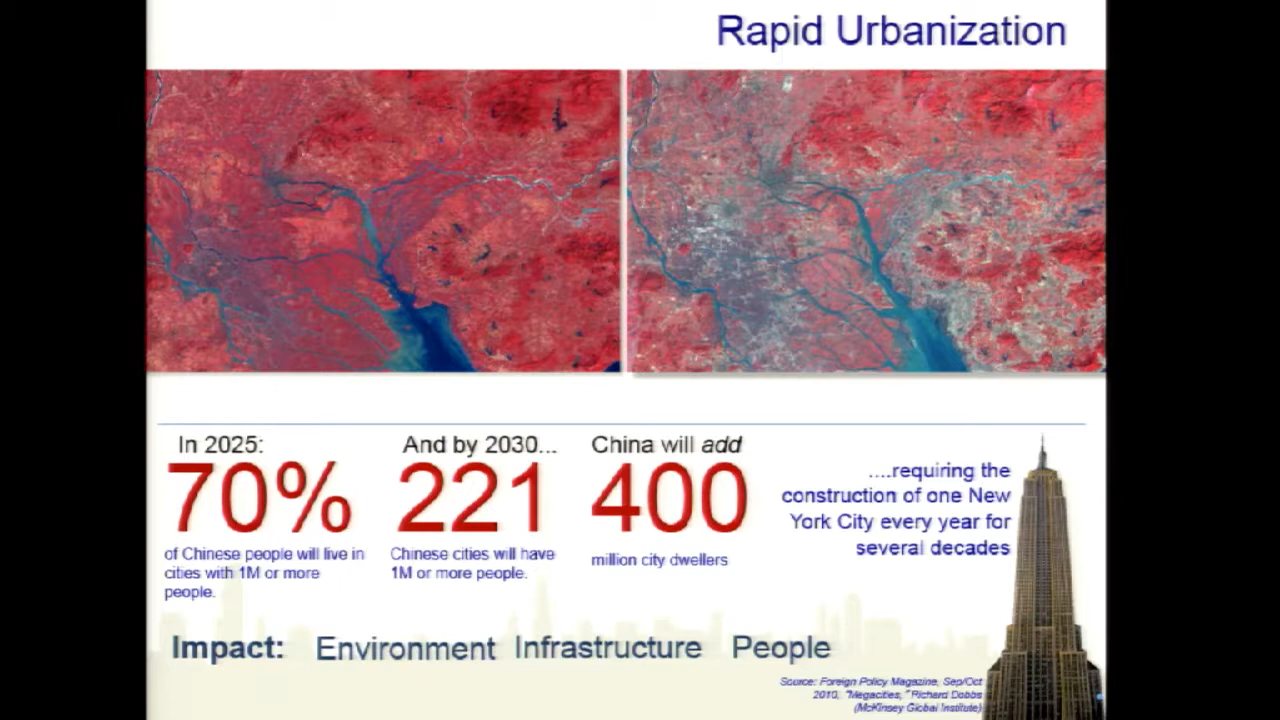 Rapid Urbanization
In 2025:
70%
of Chinese people will live in
cities with 1M or more
people.
And by 2030...
221
Chinese cities will have
1M or more people.
China will add
400
million city dwellers
....requiring the
construction of one New
York City every year for
several decades
Impact: Environment Infrastructure People
Source: Foreign Policy Magazine, Sep/Oct
2010, "Megacities," Richard Dobbs
(McKinsey Global Institute)